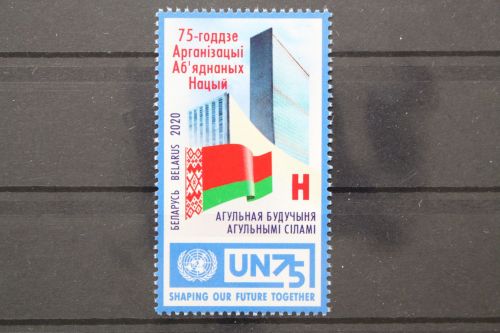 75-годдзе
Арганізацыі
Аб'яднаных
Нацый
БЕЛАРУСЬ BELARUS 2020
H
АГУЛЬНАЯ БУДУЧЫНЯ
АГУЛЬНЫМІ СІЛАМІ
UN75
SHAPING OUR FUTURE TOGETHER